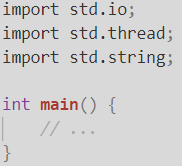 import std.io;
import std.thread;
import std.string;
int main() {
// ...
}